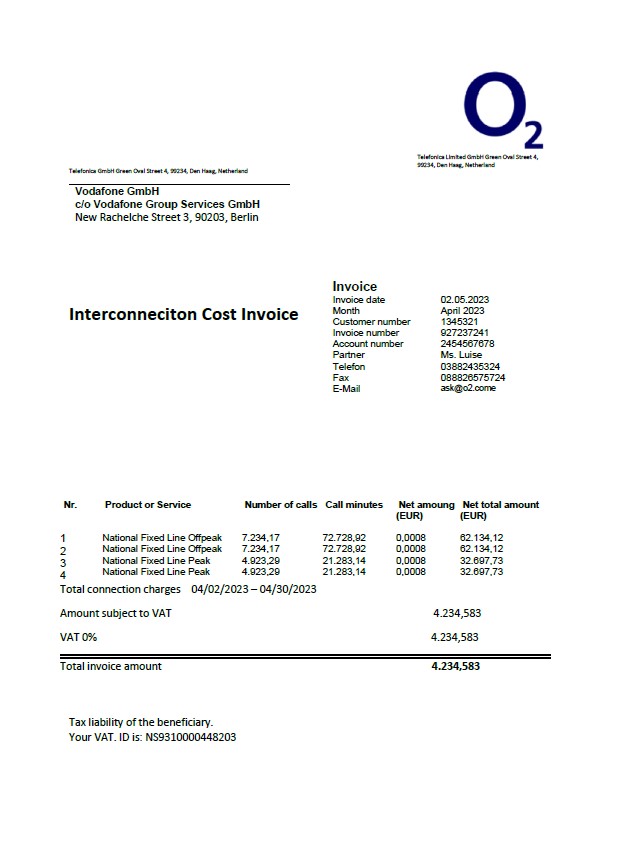 O2
Telefonica Limited GmbH Green Oval Street 4,
99234, Den Haag, Netherland
Telefonica GmbH Green Oval Street 4, 99234, Den Haag, Netherland
Vodafone GmbH
c/o Vodafone Group Services GmbH
New Rachelche Street 3, 90203, Berlin
Interconneciton Cost Invoice
Invoice
Invoice date 02.05.2023
Month April 2023
Customer number 1345321
Invoice number 927237241
Account number 2454567678
Partner Ms. Luise
Telefon 03882435324
Fax 088826575724
E-Mail ask@o2.come
Nr. Product or Service Number of calls Call minutes Net amoung (EUR) Net total amount (EUR)
1 National Fixed Line Offpeak 7.234,17 72.728,92 0,0008 62.134,12
2 National Fixed Line Offpeak 7.234,17 72.728,92 0,0008 62.134,12
3 National Fixed Line Peak 4.923,29 21.283,14 0,0008 32.697,73
4 National Fixed Line Peak 4.923,29 21.283,14 0,0008 32.697,73
Total connection charges 04/02/2023 – 04/30/2023
Amount subject to VAT 4.234,583
VAT 0% 4.234,583
Total invoice amount 4.234,583
Tax liability of the beneficiary.
Your VAT. ID is: NS9310000448203